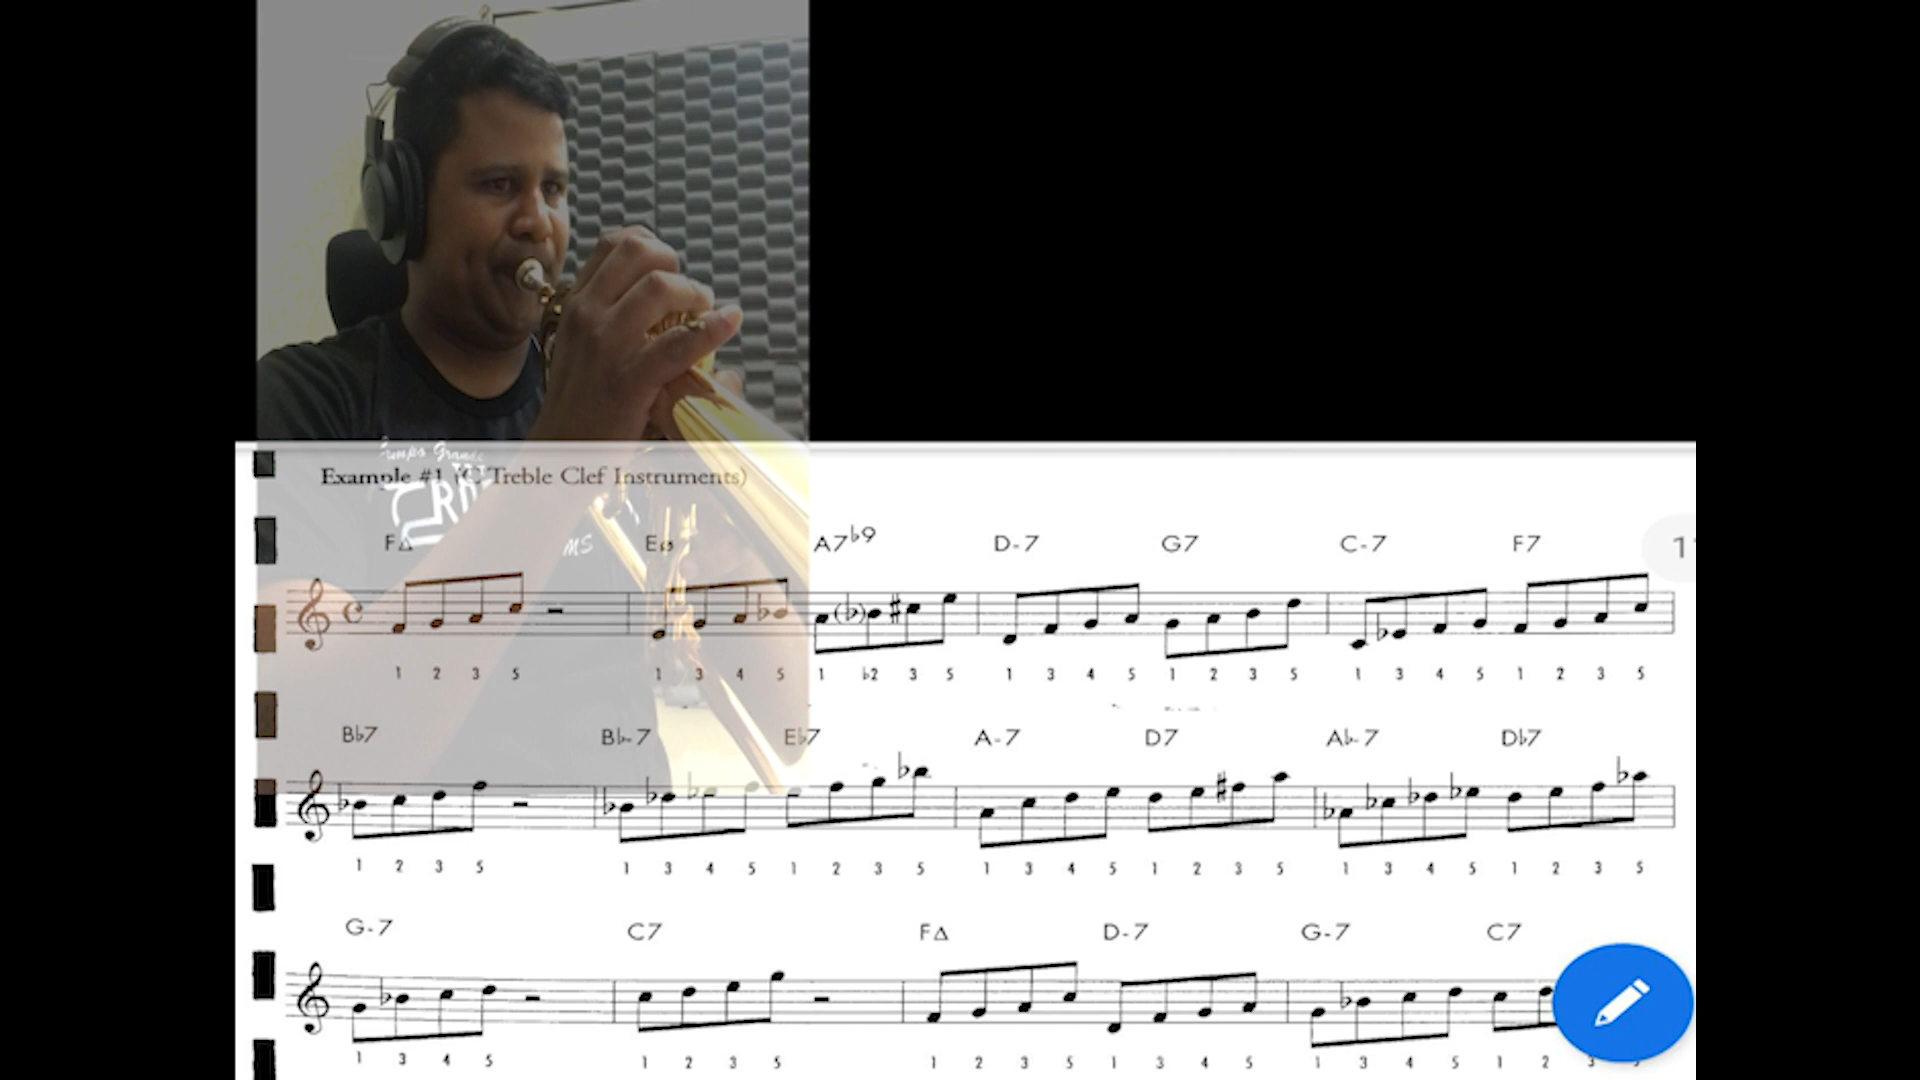 Example #1 (C Treble Clef Instruments)
F△ Eø A7♭9 D-7 G7 C-7 F7
1 2 3 5 1 3 4 5 1 ♭2 3 5 1 3 4 5 1 2 3 5 1 3 4 5 1 2 3 5
B♭7 B♭-7 E♭7 A-7 D7 A♭-7 D♭7
1 2 3 5 1 3 4 5 1 2 3 5 1 3 4 5 1 2 3 5 1 3 4 5 1 2 3 5
G-7 C7 F△ D-7 G-7 C7
1 3 4 5 1 2 3 5 1 2 3 5 1 3 4 5 1 3 4 5 1 2 3